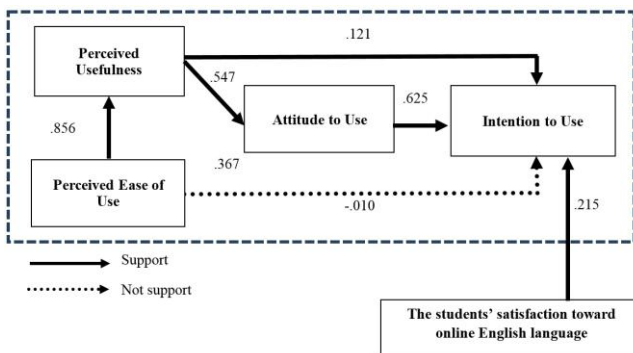 .121
Perceived
Usefulness
.547
.625
Attitude to Use
Intention to Use
.856
.367
Perceived Ease of
Use
-.010
.215
Support
Not support
The students’ satisfaction toward
online English language